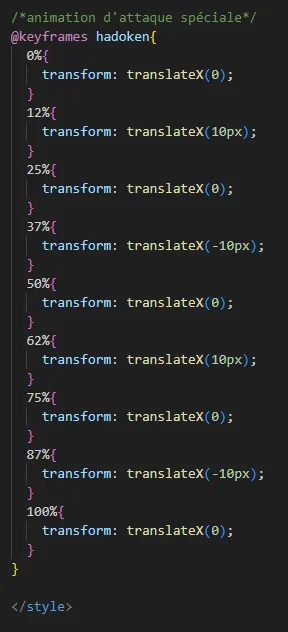 /*animation d'attaque spéciale*/
@keyframes hadoken{
  0%{
    transform: translateX(0);
  }
  12%{
    transform: translateX(10px);
  }
  25%{
    transform: translateX(0);
  }
  37%{
    transform: translateX(-10px);
  }
  50%{
    transform: translateX(0);
  }
  62%{
    transform: translateX(10px);
  }
  75%{
    transform: translateX(0);
  }
  87%{
    transform: translateX(-10px);
  }
  100%{
    transform: translateX(0);
  }
}
</style>